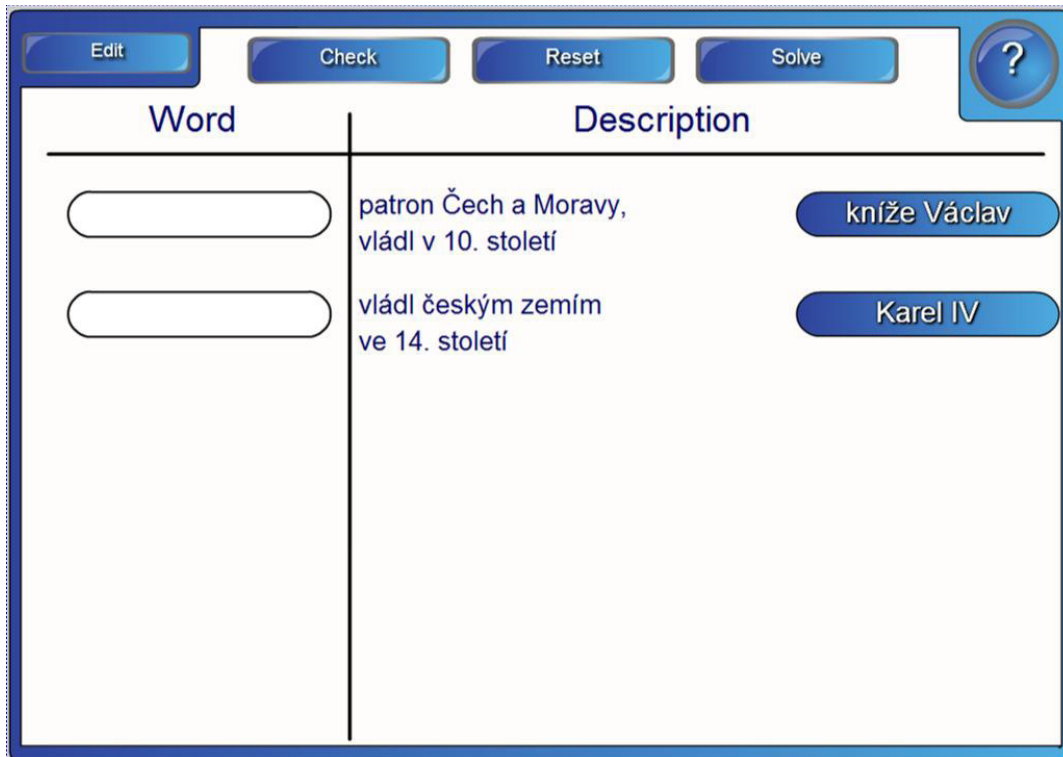 Edit
Check
Reset
Solve
?
Word
Description
patron Čech a Moravy,
vládl v 10. století
kníže Václav
vládl českým zemím
ve 14. století
Karel IV